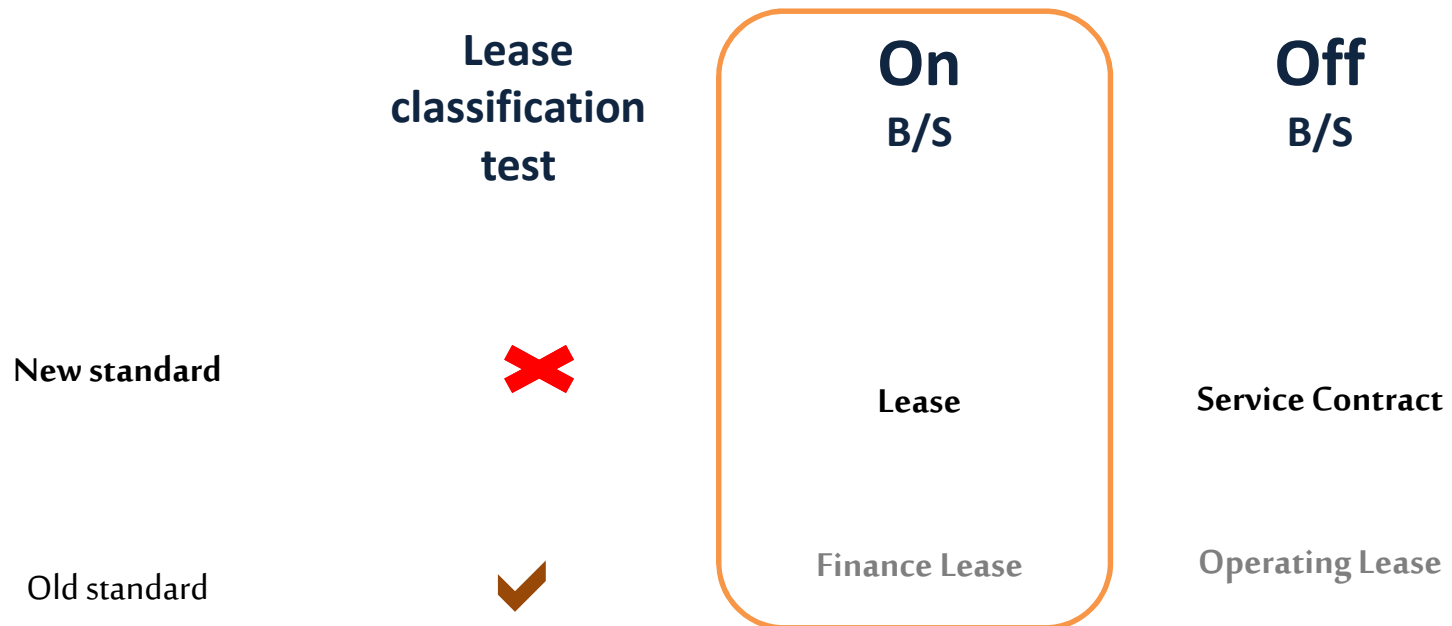 Lease
classification
test
On
B/S
Off
B/S
New standard
Lease
Service Contract
Old standard
Finance Lease
Operating Lease